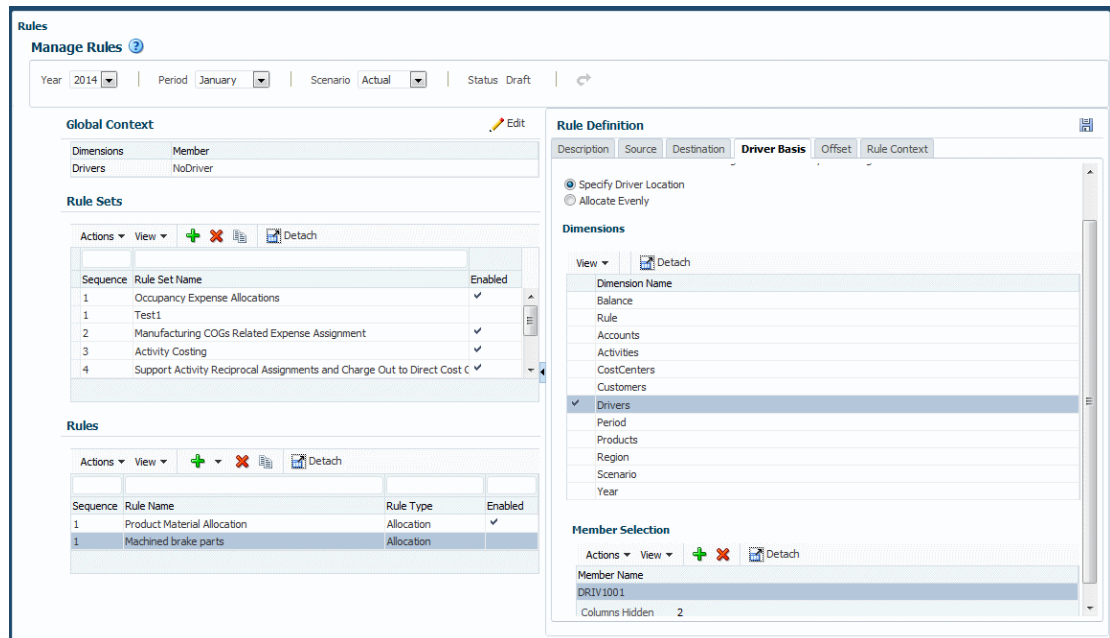 Rules
Manage Rules ?
Year 2014 Period January Scenario Actual Status Draft
Global Context Edit
Dimensions Member
Drivers NoDriver
Rule Sets
Actions View Detach
Sequence Rule Set Name Enabled
1 Occupancy Expense Allocations
1 Test1
2 Manufacturing COGs Related Expense Assignment
3 Activity Costing
4 Support Activity Reciprocal Assignments and Charge Out to Direct Cost C
Rules
Actions View Detach
Sequence Rule Name Rule Type Enabled
1 Product Material Allocation Allocation
1 Machined brake parts Allocation
Rule Definition
Description Source Destination Driver Basis Offset Rule Context
Specify Driver Location
Allocate Evenly
Dimensions
View Detach
Dimension Name
Balance
Rule
Accounts
Activities
CostCenters
Customers
Drivers
Period
Products
Region
Scenario
Year
Member Selection
Actions View Detach
Member Name
DRIV1001
Columns Hidden 2